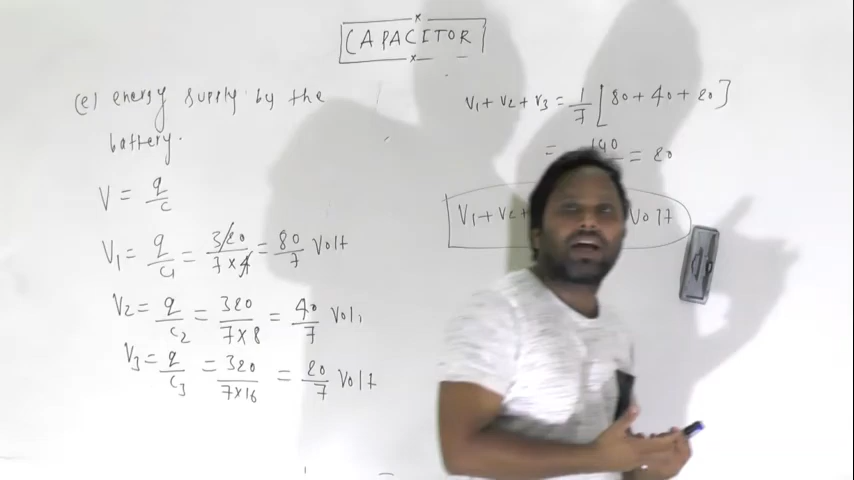 CAPACITOR
(e) energy supply by the
battery.
V = q/c
V1 = q/C1 = 320/7×4 = 80/7 Volt
V2 = q/C2 = 320/7×8 = 40/7 Volt
V3 = q/C3 = 320/7×16 = 20/7 Volt
V1 + V2 + V3 = 1/7 [80 + 40 + 20]
= 140 = 20
V1 + V2 + Volt